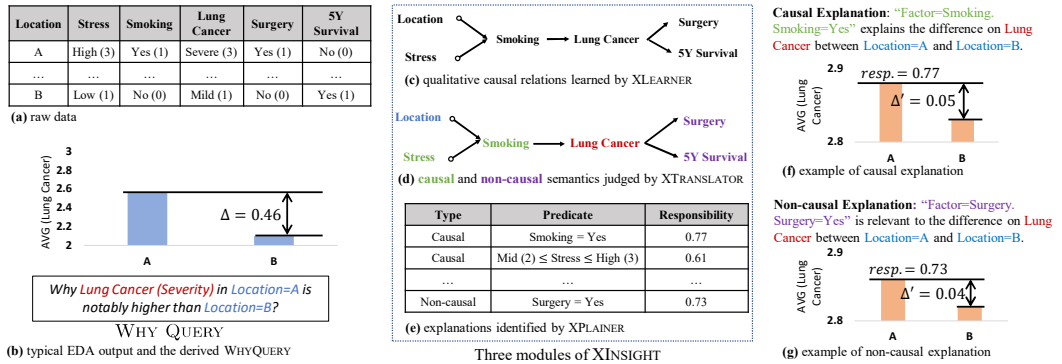 Location Stress Smoking Lung Cancer Surgery 5Y Survival
A High (3) Yes (1) Severe (3) Yes (1) No (0)
... ... ... ... ... ...
B Low (1) No (0) Mild (1) No (0) Yes (1)
(a) raw data
3
2.8
2.6
2.4
2.2
2
AVG (Lung Cancer)
Δ = 0.46
A B
Why Lung Cancer (Severity) in Location=A is
notably higher than Location=B?
WHY QUERY
(b) typical EDA output and the derived WHYQUERY
Location
Stress
Smoking
Lung Cancer
Surgery
5Y Survival
(c) qualitative causal relations learned by XLEARNER
Location
Stress
Smoking
Lung Cancer
Surgery
5Y Survival
(d) causal and non-causal semantics judged by XTRANSLATOR
Type Predicate Responsibility
Causal Smoking = Yes 0.77
Causal Mid (2) ≤ Stress ≤ High (3) 0.61
... ... ...
Non-causal Surgery = Yes 0.73
(e) explanations identified by XPLAINER
Three modules of XINSIGHT
Causal Explanation: “Factor=Smoking.
Smoking=Yes” explains the difference on Lung
Cancer between Location=A and Location=B.
2.9
resp. = 0.77
Δ′ = 0.05
AVG (Lung
Cancer)
2.8
A B
(f) example of causal explanation
Non-causal Explanation: “Factor=Surgery.
Surgery=Yes” is relevant to the difference on Lung
Cancer between Location=A and Location=B.
2.9
resp. = 0.73
Δ′ = 0.04
AVG (Lung
Cancer)
2.8
A B
(g) example of non-causal explanation